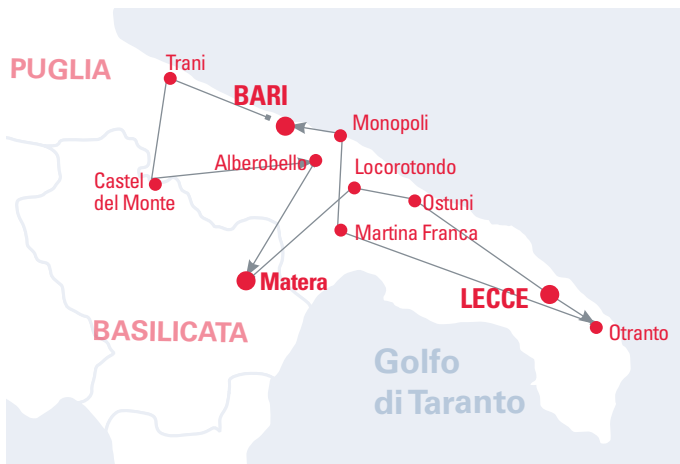 Trani
PUGLIA
BARI
Monopoli
Alberobello
Locorotondo
Castel
del Monte
Ostuni
Martina Franca
Matera
LECCE
BASILICATA
Otranto
Golfo
di Taranto